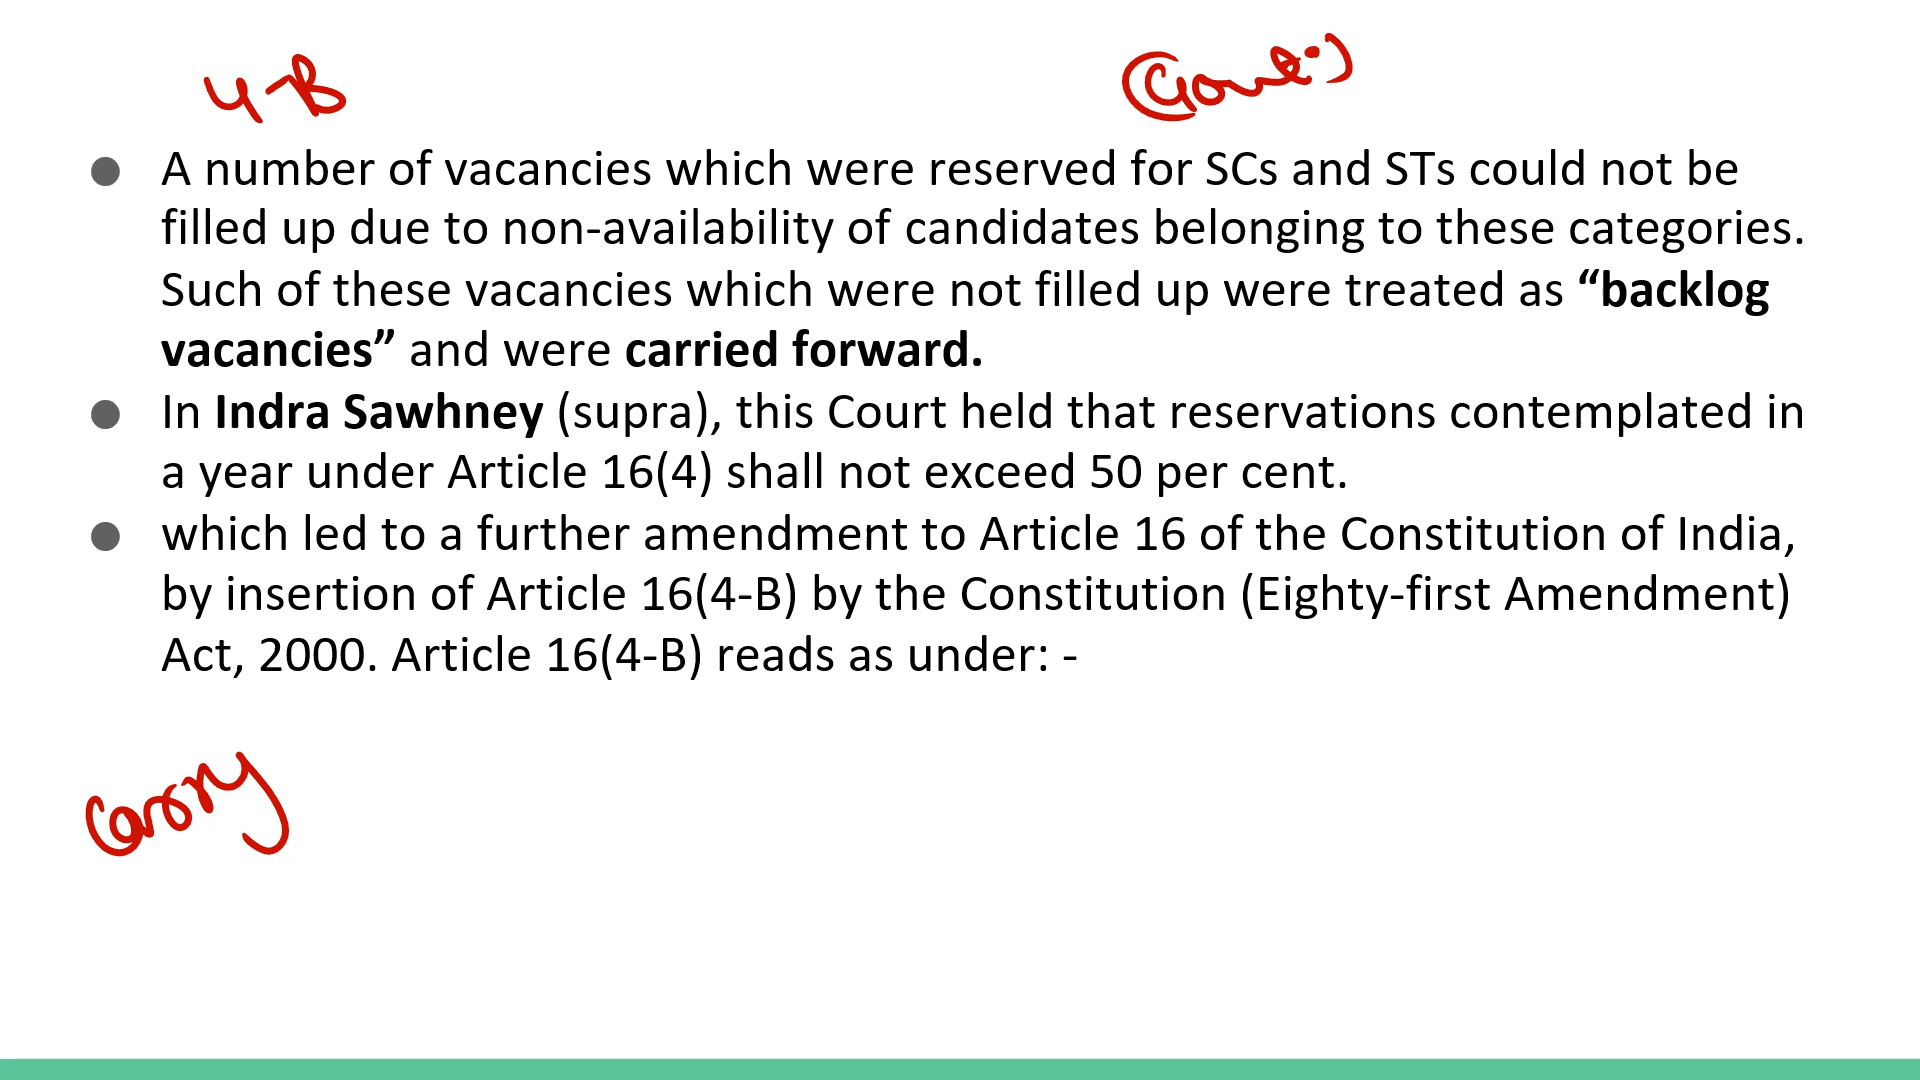 4-B
(Govt.)
A number of vacancies which were reserved for SCs and STs could not be
filled up due to non-availability of candidates belonging to these categories.
Such of these vacancies which were not filled up were treated as “backlog
vacancies” and were carried forward.
In Indra Sawhney (supra), this Court held that reservations contemplated in
a year under Article 16(4) shall not exceed 50 per cent.
which led to a further amendment to Article 16 of the Constitution of India,
by insertion of Article 16(4-B) by the Constitution (Eighty-first Amendment)
Act, 2000. Article 16(4-B) reads as under: -
Carry